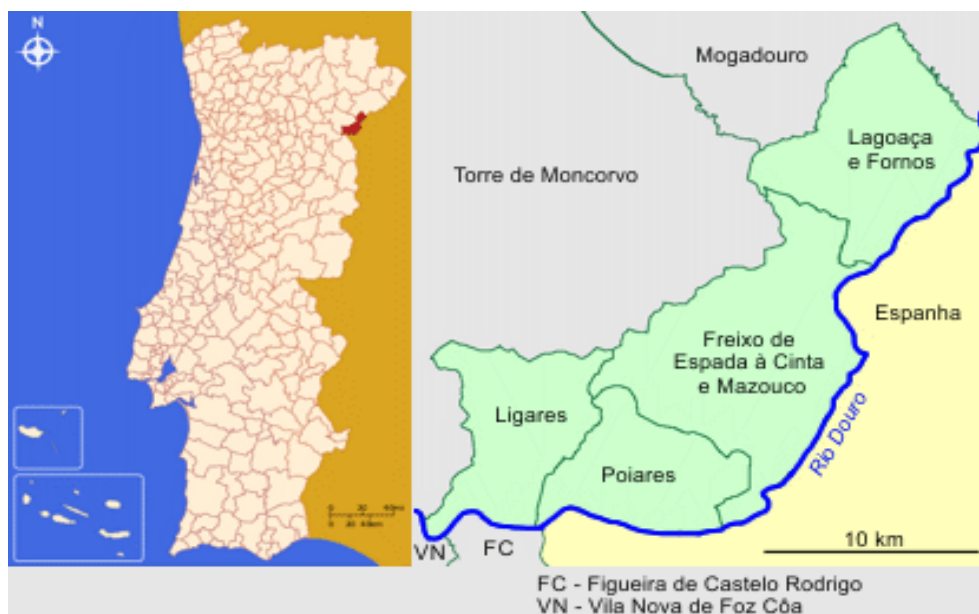 N
Mogadouro
Lagoaça
e Fornos
Torre de Moncorvo
Espanha
Freixo de
Espada à Cinta
e Mazouco
Ligares
Poiares
Rio Douro
VN
FC
10 km
FC - Figueira de Castelo Rodrigo
VN - Vila Nova de Foz Côa